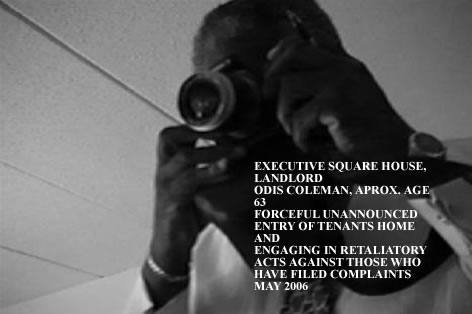 EXECUTIVE SQUARE HOUSE,
LANDLORD
ODIS COLEMAN, APROX. AGE
63
FORCEFUL UNANNOUNCED
ENTRY OF TENANTS HOME
AND
ENGAGING IN RETALIATORY
ACTS AGAINST THOSE WHO
HAVE FILED COMPLAINTS
MAY 2006